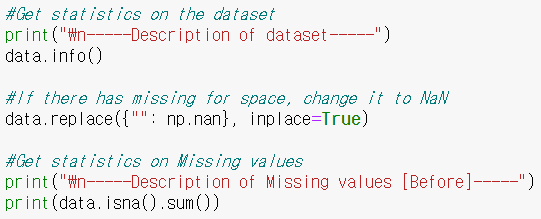 #Get statistics on the dataset
print("₩n-----Description of dataset-----")
data.info()
#If there has missing for space, change it to NaN
data.replace({"": np.nan}, inplace=True)
#Get statistics on Missing values
print("₩n-----Description of Missing values [Before]-----")
print(data.isna().sum())